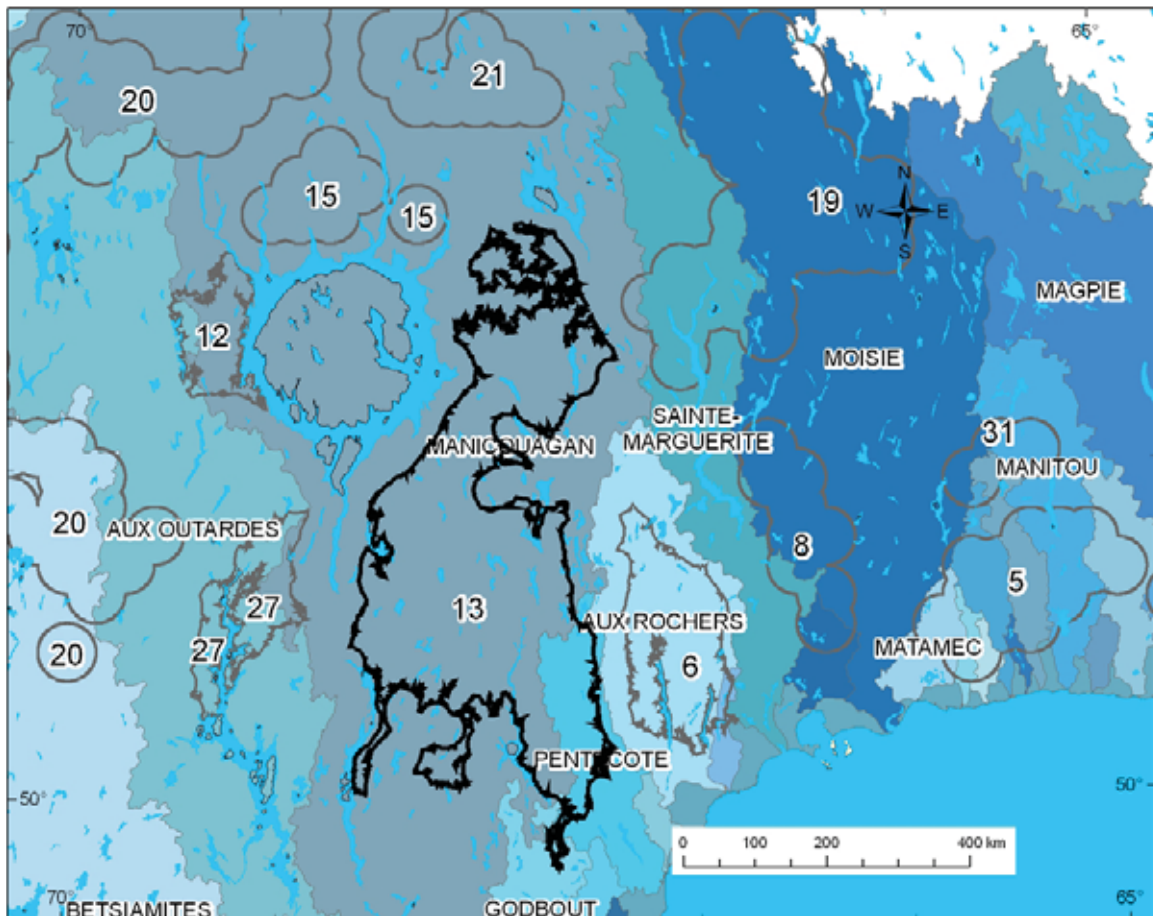 70°
65°
21
20
15
15
19
N
W E
S
MAGPIE
12
MOISIE
SAINTE-
MARGUERITE
MANICOUAGAN
31
MANITOU
20
AUX OUTARDES
8
5
27
13
AUX ROCHERS
27
20
6
MATAMEC
PENTECOTE
50°
50°
0 100 200 400 km
70°
65°
BETSIAMITES
GODBOUT